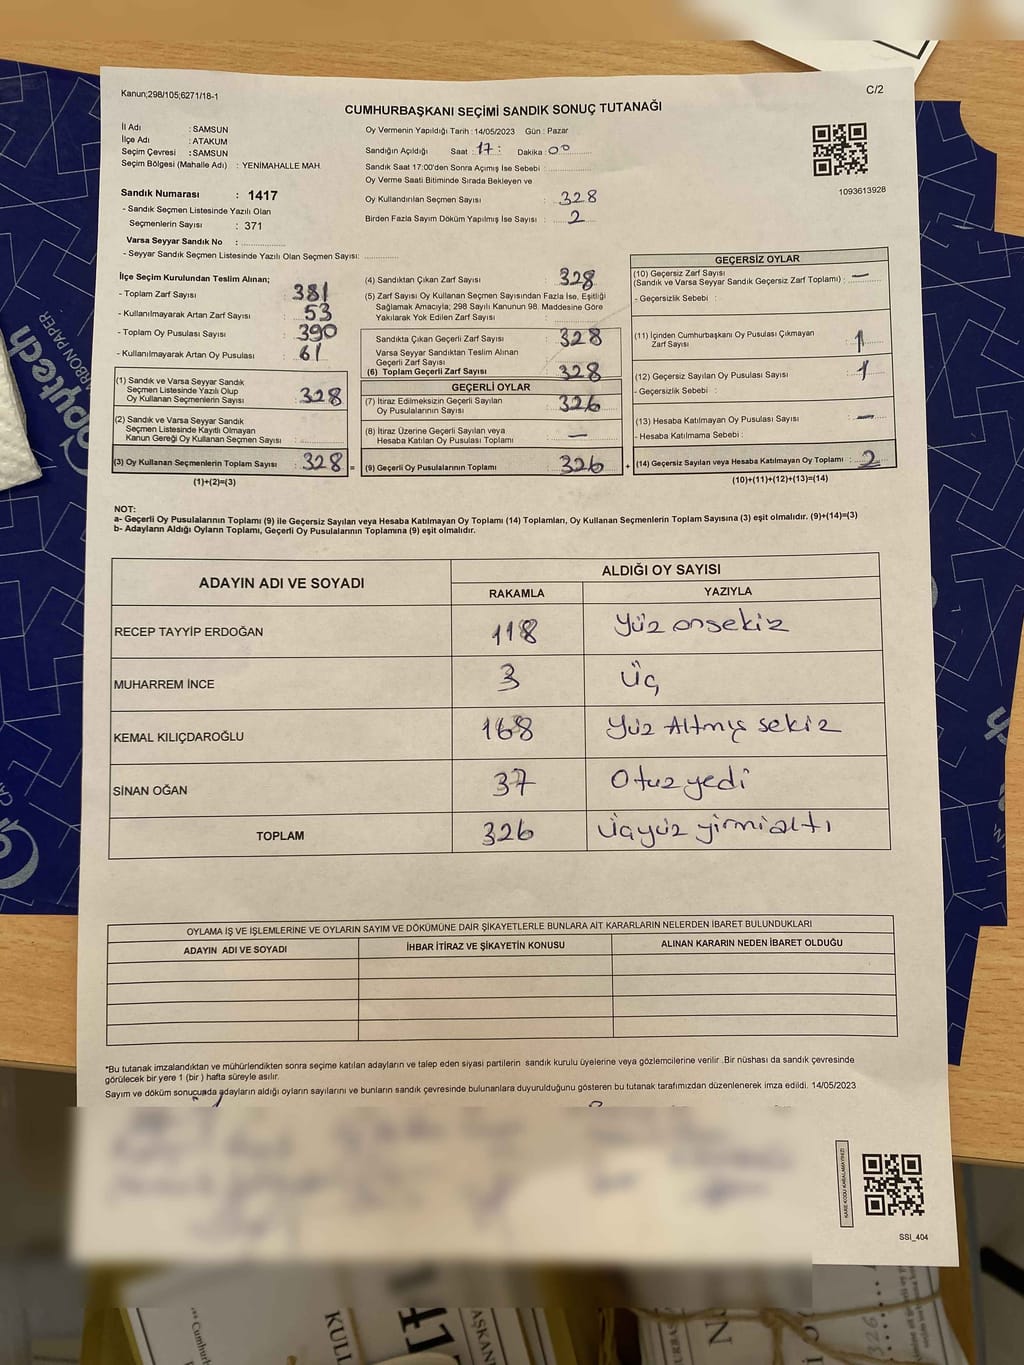 Kanun;298/105;6271/18-1
C/2
CUMHURBAŞKANI SEÇİMİ SANDIK SONUÇ TUTANAĞI
İl Adı : SAMSUN
İlçe Adı : ATAKUM
Seçim Çevresi : SAMSUN
Seçim Bölgesi (Mahalle Adı) : YENİMAHALLE MAH.
Sandık Numarası : 1417
- Sandık Seçmen Listesinde Yazılı Olan
Seçmenlerin Sayısı : 371
Varsa Seyyar Sandık No :
- Seyyar Sandık Seçmen Listesinde Yazılı Olan Seçmen Sayısı:
Oy Vermenin Yapıldığı Tarih : 14/05/2023 Gün : Pazar
Sandığın Açıldığı Saat : 17: Dakika : 00
Sandık Saat 17:00'den Sonra Açımış İse Sebebi :
Oy Verme Saati Bitiminde Sırada Bekleyen ve
Oy Kullandırılan Seçmen Sayısı : 328
Birden Fazla Sayım Döküm Yapılmış İse Sayısı : 2
1093613928
İlçe Seçim Kurulundan Teslim Alınan;
- Toplam Zarf Sayısı : 381
- Kullanılmayarak Artan Zarf Sayısı : 53
- Toplam Oy Pusulası Sayısı : 390
- Kullanılmayarak Artan Oy Pusulası : 61
(1) Sandık ve Varsa Seyyar Sandık
Seçmen Listesinde Yazılı Olup
Oy Kullanan Seçmenlerin Sayısı : 328
(2) Sandık ve Varsa Seyyar Sandık
Seçmen Listesinde Kayıtlı Olmayan
Kanun Gereği Oy Kullanan Seçmen Sayısı :
(3) Oy Kullanan Seçmenlerin Toplam Sayısı : 328 =
(1)+(2)=(3)
(4) Sandıktan Çıkan Zarf Sayısı : 328
(5) Zarf Sayısı Oy Kullanan Seçmen Sayısından Fazla İse, Eşitliği
Sağlamak Amacıyla; 298 Sayılı Kanunun 98. Maddesine Göre
Yakılarak Yok Edilen Zarf Sayısı :
Sandıkta Çıkan Geçerli Zarf Sayısı : 328
Varsa Seyyar Sandıktan Teslim Alınan
Geçerli Zarf Sayısı :
(6) Toplam Geçerli Zarf Sayısı : 328
GEÇERLİ OYLAR
(7) İtiraz Edilmeksizin Geçerli Sayılan
Oy Pusulalarının Sayısı : 326
(8) İtiraz Üzerine Geçerli Sayılan veya
Hesaba Katılan Oy Pusulası Toplamı : —
(9) Geçerli Oy Pusulalarının Toplamı : 326 +
GEÇERSİZ OYLAR
(10) Geçersiz Zarf Sayısı
(Sandık ve Varsa Seyyar Sandık Geçersiz Zarf Toplamı) : —
- Geçersizlik Sebebi :
(11) İçinden Cumhurbaşkanı Oy Pusulası Çıkmayan
Zarf Sayısı : 1
(12) Geçersiz Sayılan Oy Pusulası Sayısı : 1
- Geçersizlik Sebebi :
(13) Hesaba Katılmayan Oy Pusulası Sayısı : —
- Hesaba Katılmama Sebebi :
(14) Geçersiz Sayılan veya Hesaba Katılmayan Oy Toplamı : 2
(10)+(11)+(12)+(13)=(14)
NOT:
a- Geçerli Oy Pusulalarının Toplamı (9) ile Geçersiz Sayılan veya Hesaba Katılmayan Oy Toplamı (14) Toplamları, Oy Kullanan Seçmenlerin Toplam Sayısına (3) eşit olmalıdır. (9)+(14)=(3)
b- Adayların Aldığı Oyların Toplamı, Geçerli Oy Pusulalarının Toplamına (9) eşit olmalıdır.
ADAYIN ADI VE SOYADI ALDIĞI OY SAYISI
RAKAMLA YAZIYLA
RECEP TAYYİP ERDOĞAN 118 Yüz onsekiz
MUHARREM İNCE 3 Üç
KEMAL KILIÇDAROĞLU 168 Yüz Altmış sekiz
SİNAN OĞAN 37 Otuz yedi
TOPLAM 326 Üçyüz yirmialtı
OYLAMA İŞ VE İŞLEMLERİNE VE OYLARIN SAYIM VE DÖKÜMÜNE DAİR ŞİKAYETLERLE BUNLARA AİT KARARLARIN NELERDEN İBARET BULUNDUKLARI
ADAYIN ADI VE SOYADI İHBAR İTİRAZ VE ŞİKAYETİN KONUSU ALINAN KARARIN NEDEN İBARET OLDUĞU
*Bu tutanak imzalandıktan ve mühürlendikten sonra seçime katılan adayların ve talep eden siyasi partilerin sandık kurulu üyelerine veya gözlemcilerine verilir .Bir nüshası da sandık çevresinde
görülecek bir yere 1 (bir ) hafta süreyle asılır.
Sayım ve döküm sonucunda adayların aldığı oyların sayılarını ve bunların sandık çevresinde bulunanlara duyurulduğunu gösteren bu tutanak tarafımızdan düzenlenerek imza edildi. 14/05/2023
SSI_404